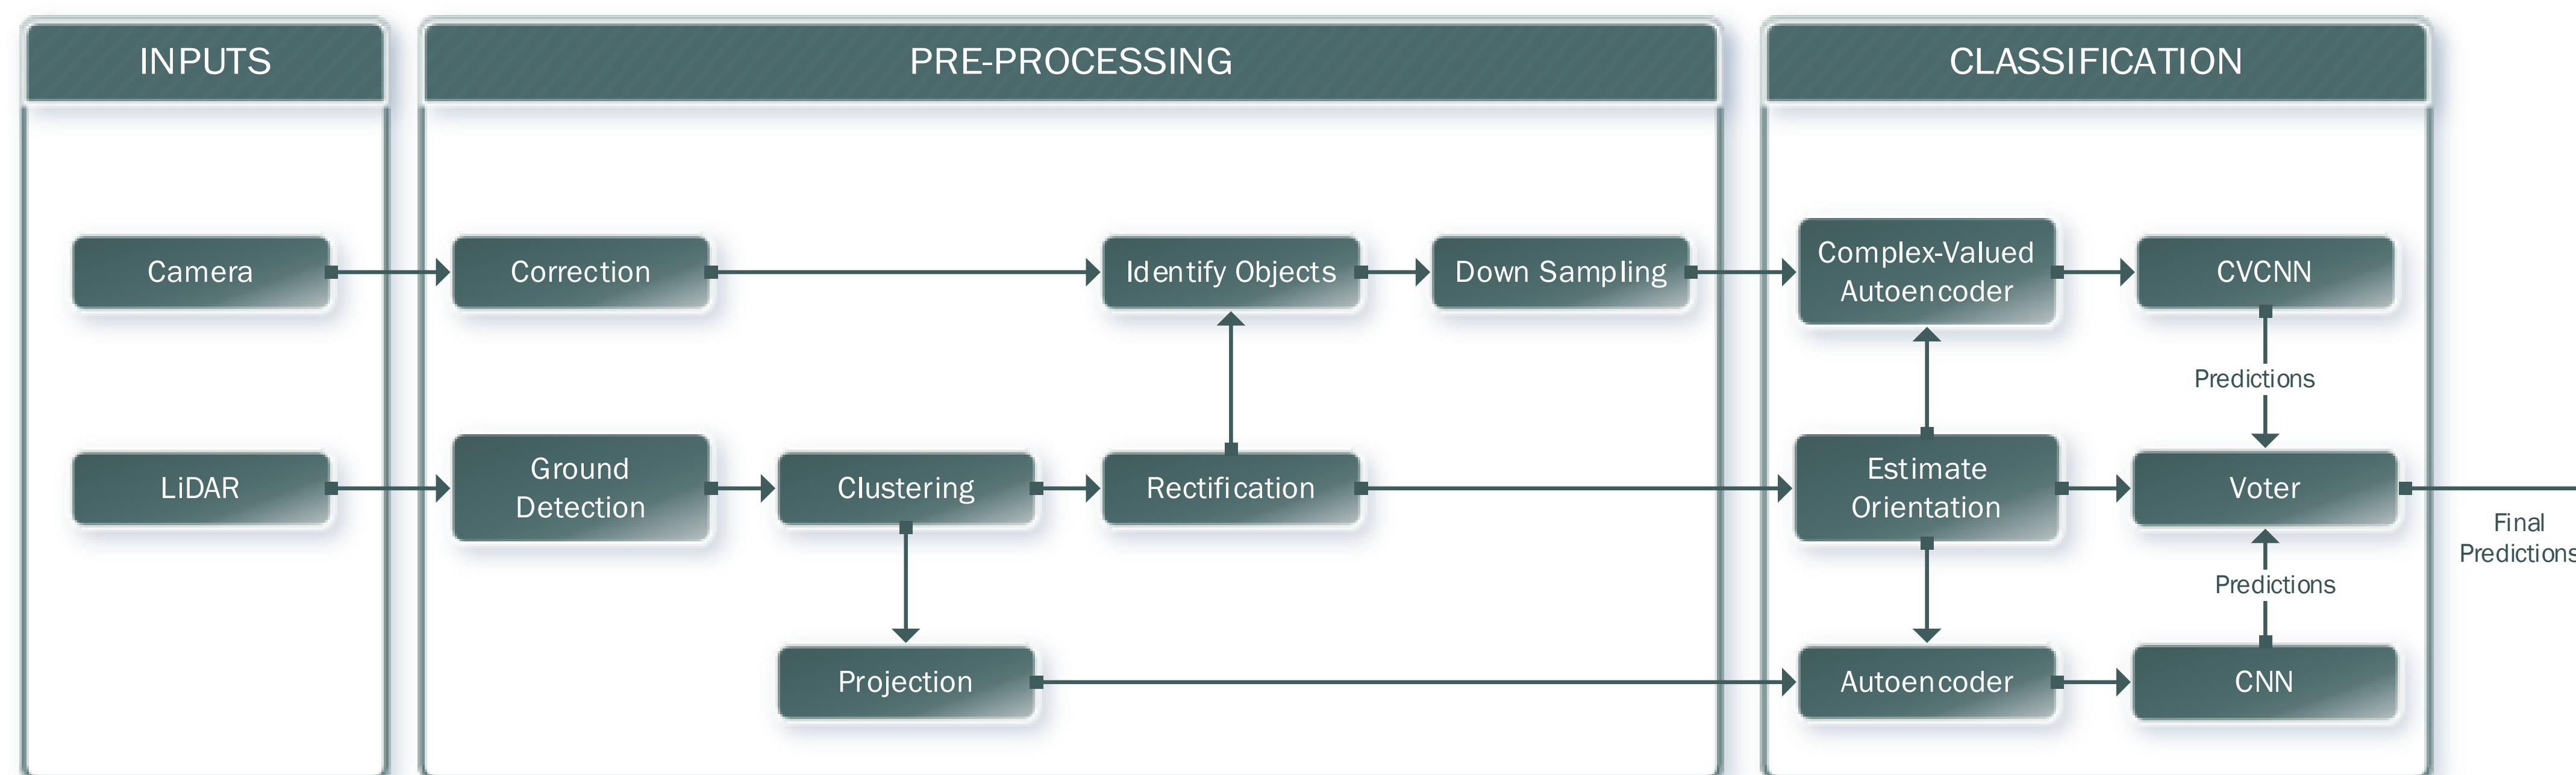 INPUTS
PRE-PROCESSING
CLASSIFICATION
Camera
Correction
Identify Objects
Down Sampling
Complex-Valued
Autoencoder
CVCNN
Predictions
LiDAR
Ground
Detection
Clustering
Rectification
Estimate
Orientation
Voter
Final
Predictions
Predictions
Projection
Autoencoder
CNN